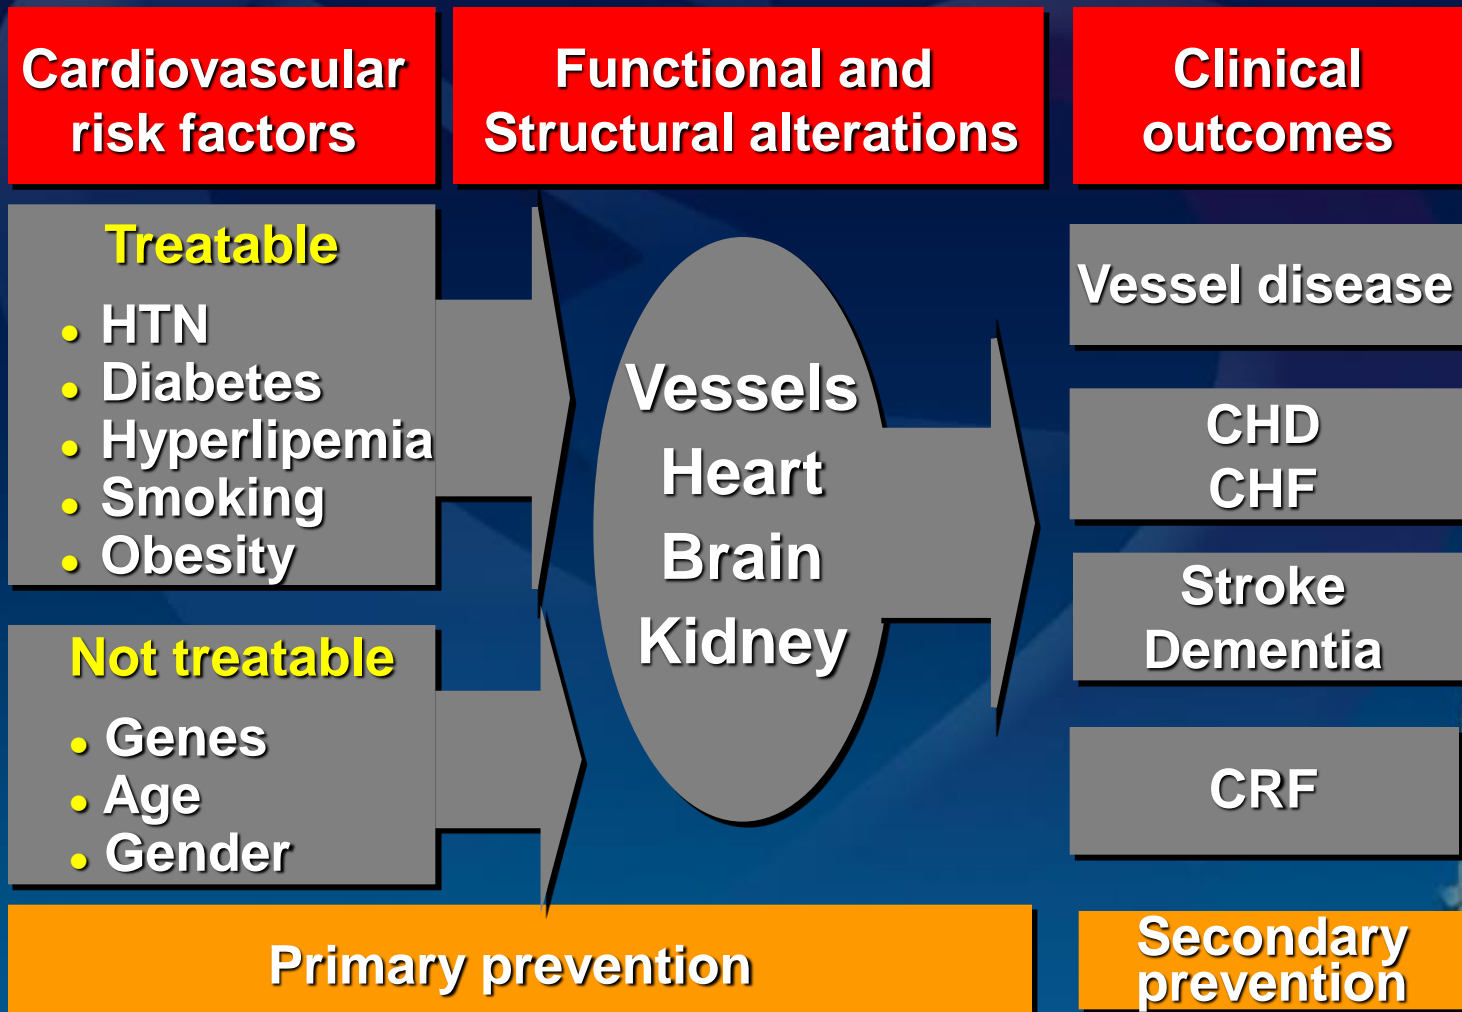 Cardiovascular
risk factors
Functional and
Structural alterations
Clinical
outcomes
Treatable
• HTN
• Diabetes
• Hyperlipemia
• Smoking
• Obesity
Not treatable
• Genes
• Age
• Gender
Vessels
Heart
Brain
Kidney
Vessel disease
CHD
CHF
Stroke
Dementia
CRF
Primary prevention
Secondary
prevention